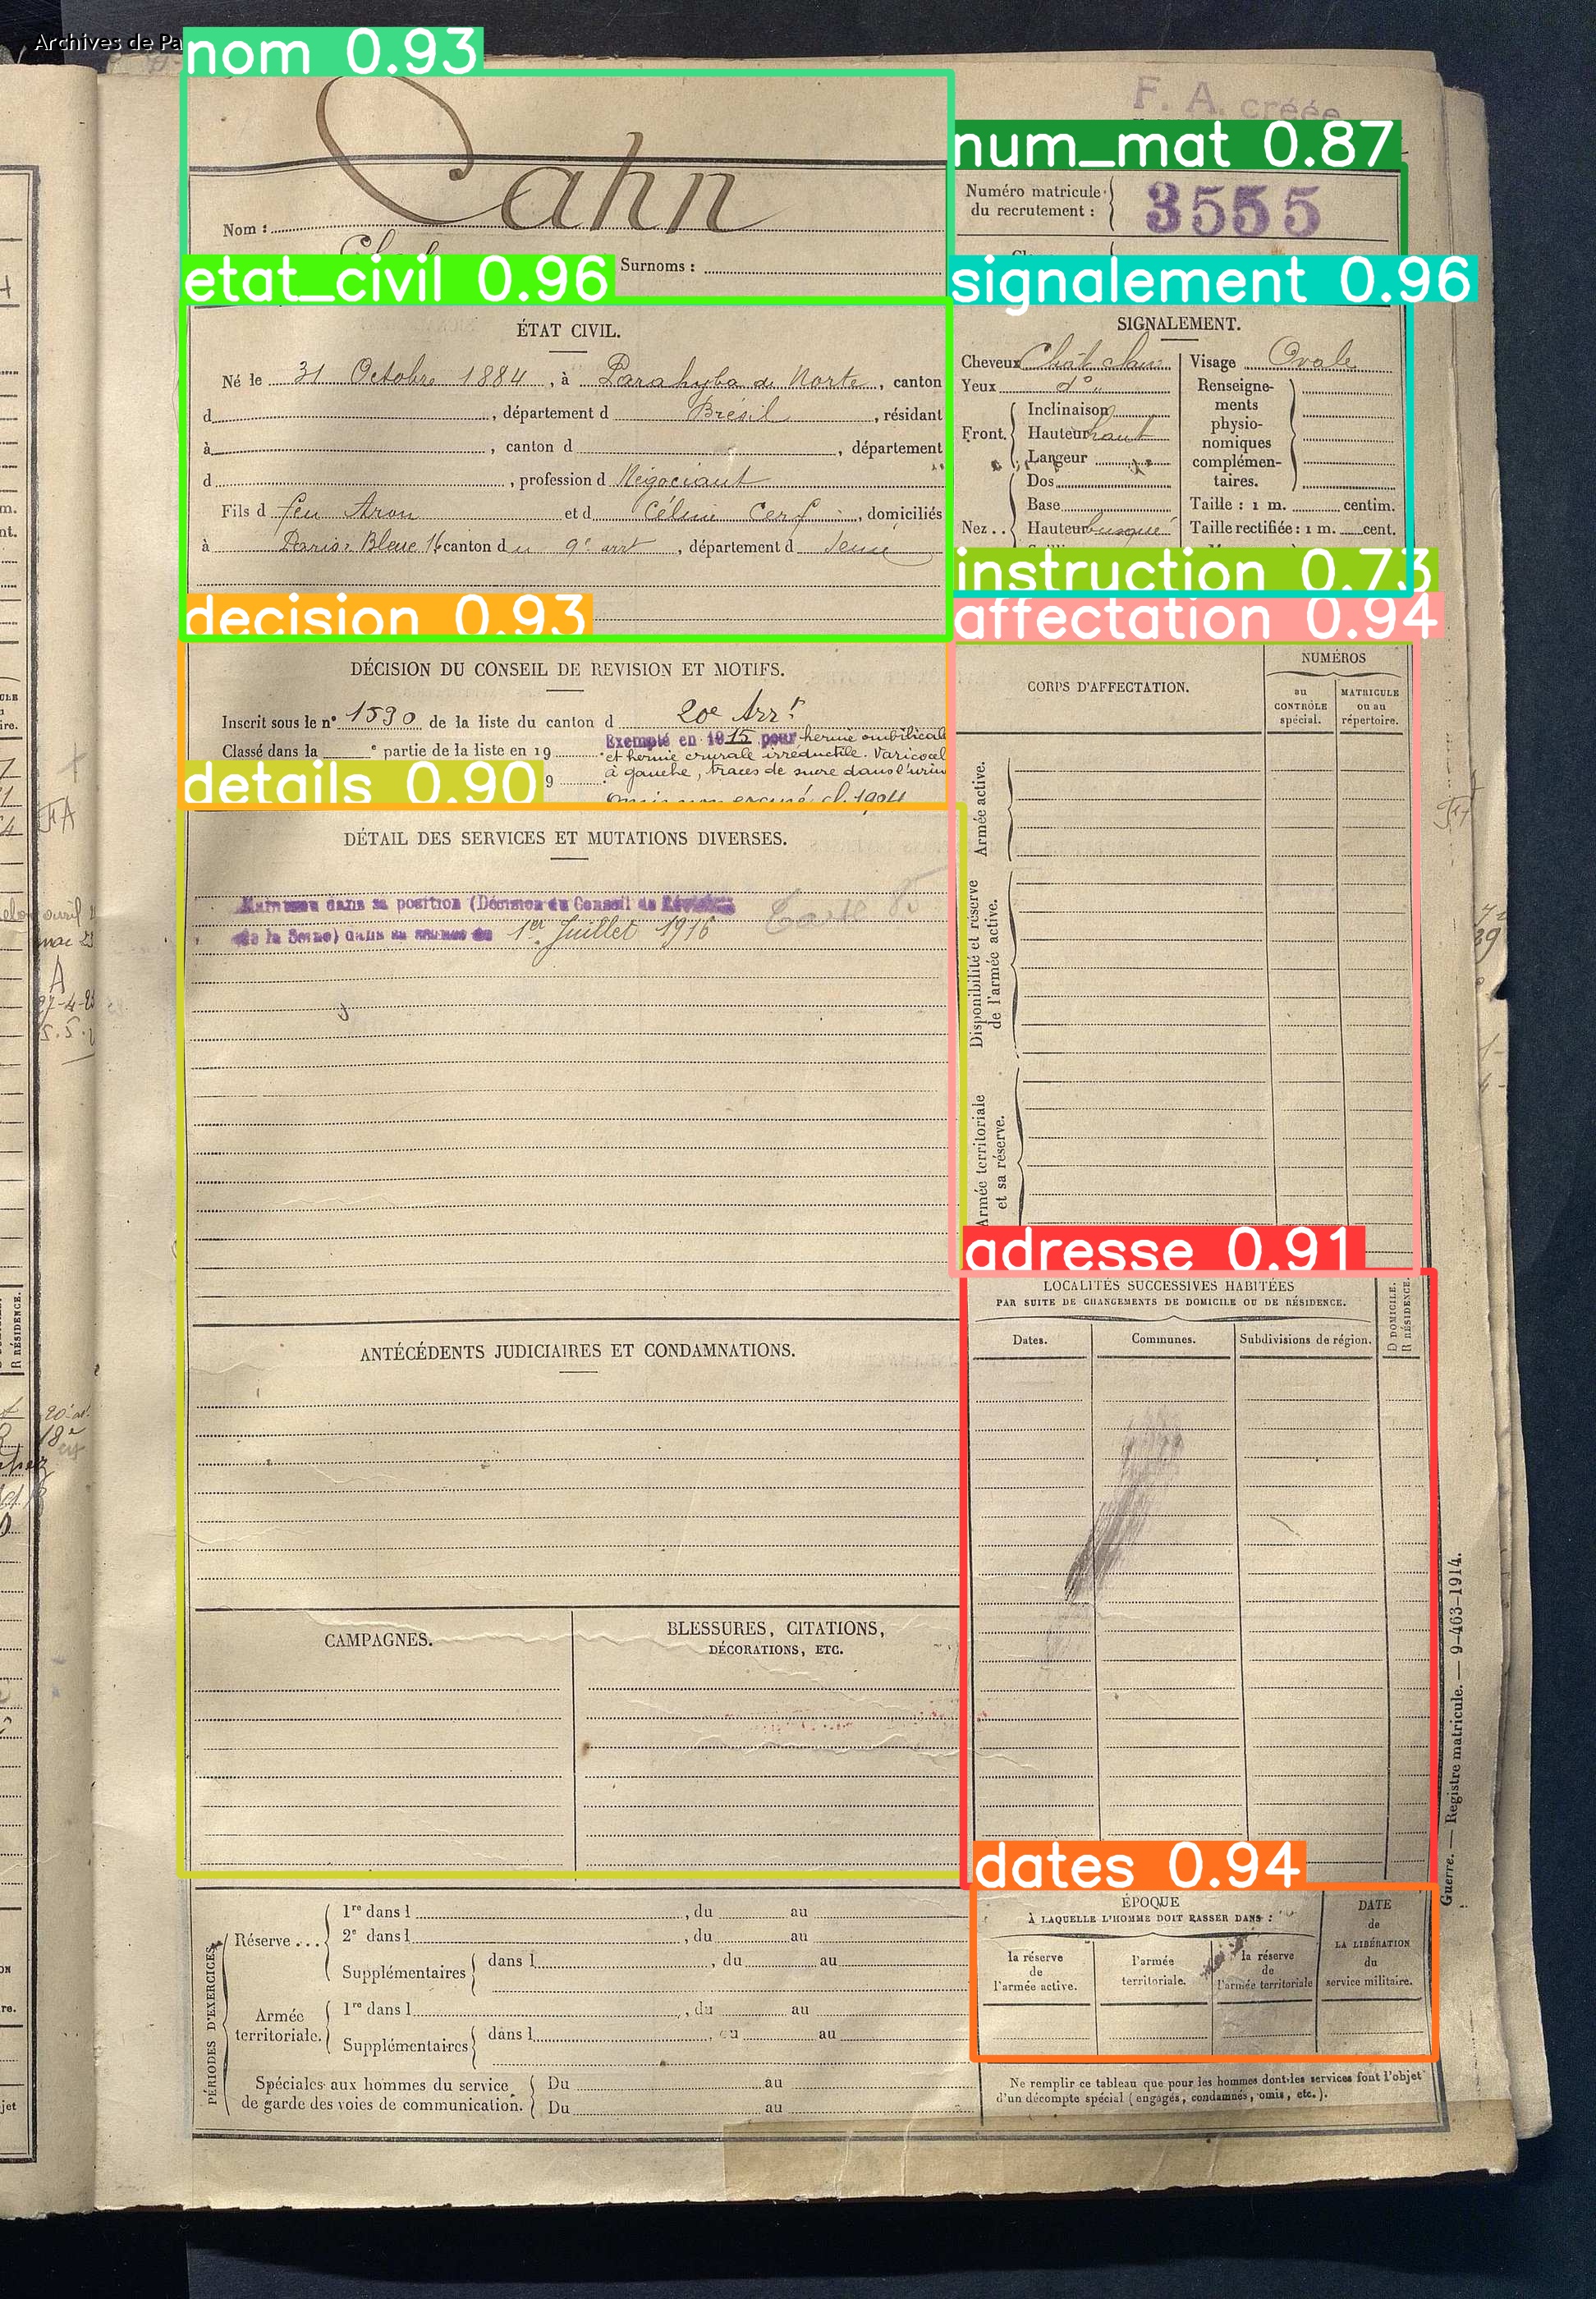 Archives de Pa
nom 0.93
F. A. créée
num_mat 0.87
Cahn
Nom :
Numéro matricule
du recrutement :
3555
Surnoms :
etat_civil 0.96
signalement 0.96
ÉTAT CIVIL.
Né le 31 Octobre 1884, à Parahyba du Norte, canton
d , département d Brésil, résidant
à , canton d , département
d , profession d Négociant
Fils d feu Aron et d Céline Cerf, domiciliés
à Paris, Bleue 16 canton du 9e arrt, département d Seine
SIGNALEMENT.
Cheveux Chât clair Visage Ovale
Yeux do
Renseigne-
ments
physio-
nomiques
complémen-
taires.
Front. Inclinaison
Hauteur haut
Largeur
Nez .. Dos
Base
Hauteur busqué
Taille : 1 m. centim.
Taille rectifiée : 1 m. cent.
instruction 0.73
decision 0.93
affectation 0.94
DÉCISION DU CONSEIL DE REVISION ET MOTIFS.
Inscrit sous le n° 1530 de la liste du canton d 20e Arrt
Classé dans la e partie de la liste en 19
Exempté en 1915 pour hernie ombilicale
et hernie crurale irréductible. Varicocèl
à gauche, traces de sucre dans l'urin
9
Omis non excusé cl. 1904
CORPS D'AFFECTATION.
NUMÉROS
au
CONTRÔLE
spécial.
MATRICULE
ou au
répertoire.
Armée active.
Disponibilité et réserve
de l'armée active.
Armée territoriale
et sa réserve.
details 0.90
DÉTAIL DES SERVICES ET MUTATIONS DIVERSES.
Maintenu dans sa position (Décision du Conseil de Révision
de la Seine) dans sa séance du 1er Juillet 1916
adresse 0.91
LOCALITÉS SUCCESSIVES HABITÉES
PAR SUITE DE CHANGEMENTS DE DOMICILE OU DE RÉSIDENCE.
Dates.
Communes.
Subdivisions de région.
D DOMICILE.
R RÉSIDENCE.
ANTÉCÉDENTS JUDICIAIRES ET CONDAMNATIONS.
CAMPAGNES.
BLESSURES, CITATIONS,
DÉCORATIONS, ETC.
Guerre. — Registre matricule. — 9-463-1914.
dates 0.94
ÉPOQUE
À LAQUELLE L'HOMME DOIT PASSER DANS :
la réserve
de
l'armée active.
l'armée
territoriale.
la réserve
de
l'armée territoriale
DATE
de
LA LIBÉRATION
du
service militaire.
PÉRIODES D'EXERCICES.
Réserve ...
1re dans l , du au
2e dans l , du au
Supplémentaires dans l , du au
Armée
territoriale.
1re dans l , du au
Supplémentaires dans l , du au
Spéciales aux hommes du service
de garde des voies de communication.
Du au
Du au
Ne remplir ce tableau que pour les hommes dont les services font l'objet
d'un décompte spécial (engagés, condamnés, omis, etc.).